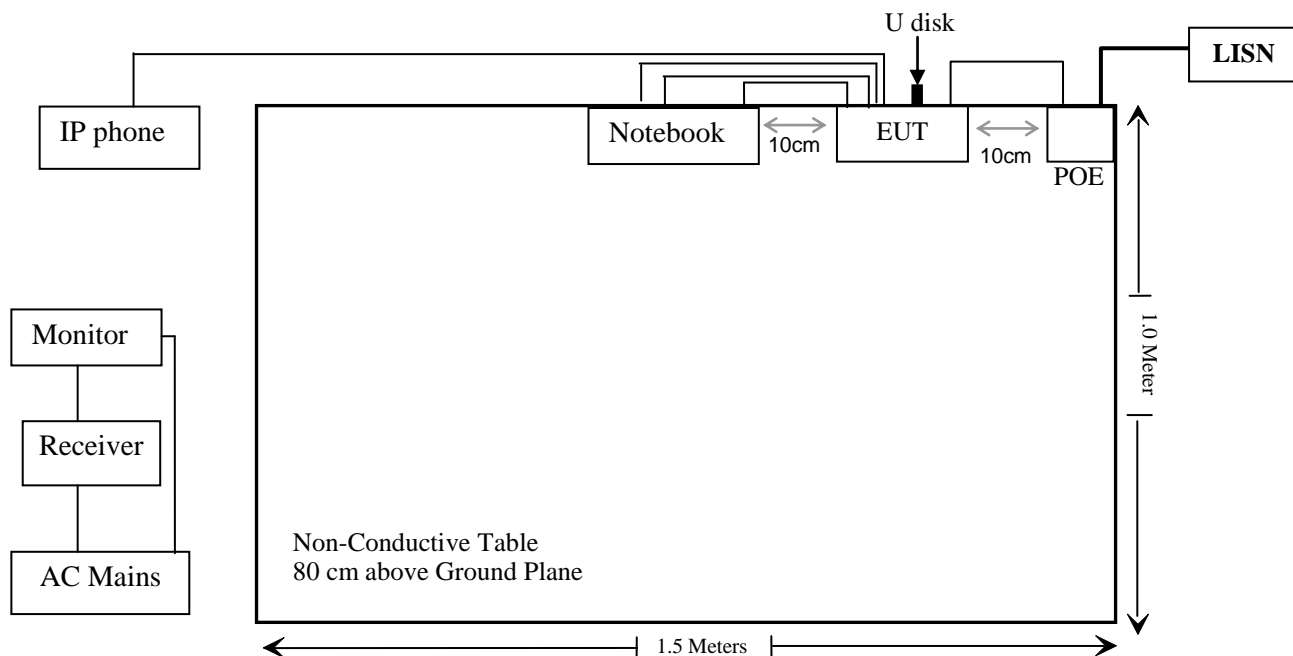 U disk
LISN
IP phone
Notebook
10cm
EUT
10cm
POE
Monitor
1.0 Meter
Receiver
Non-Conductive Table
80 cm above Ground Plane
AC Mains
1.5 Meters